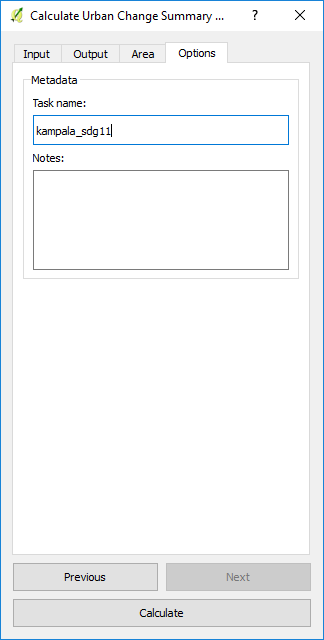 Calculate Urban Change Summary ...
?
Input Output Area Options
Metadata
Task name:
kampala_sdg11
Notes:
Previous Next
Calculate